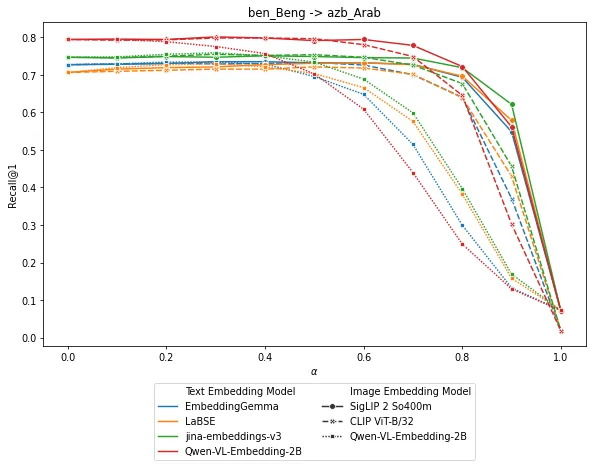 ben_Beng -> azb_Arab
Recall@1
0.8
0.7
0.6
0.5
0.4
0.3
0.2
0.1
0.0
0.0 0.2 0.4 0.6 0.8 1.0
α
Text Embedding Model
EmbeddingGemma
LaBSE
jina-embeddings-v3
Qwen-VL-Embedding-2B
Image Embedding Model
SigLIP 2 So400m
CLIP ViT-B/32
Qwen-VL-Embedding-2B